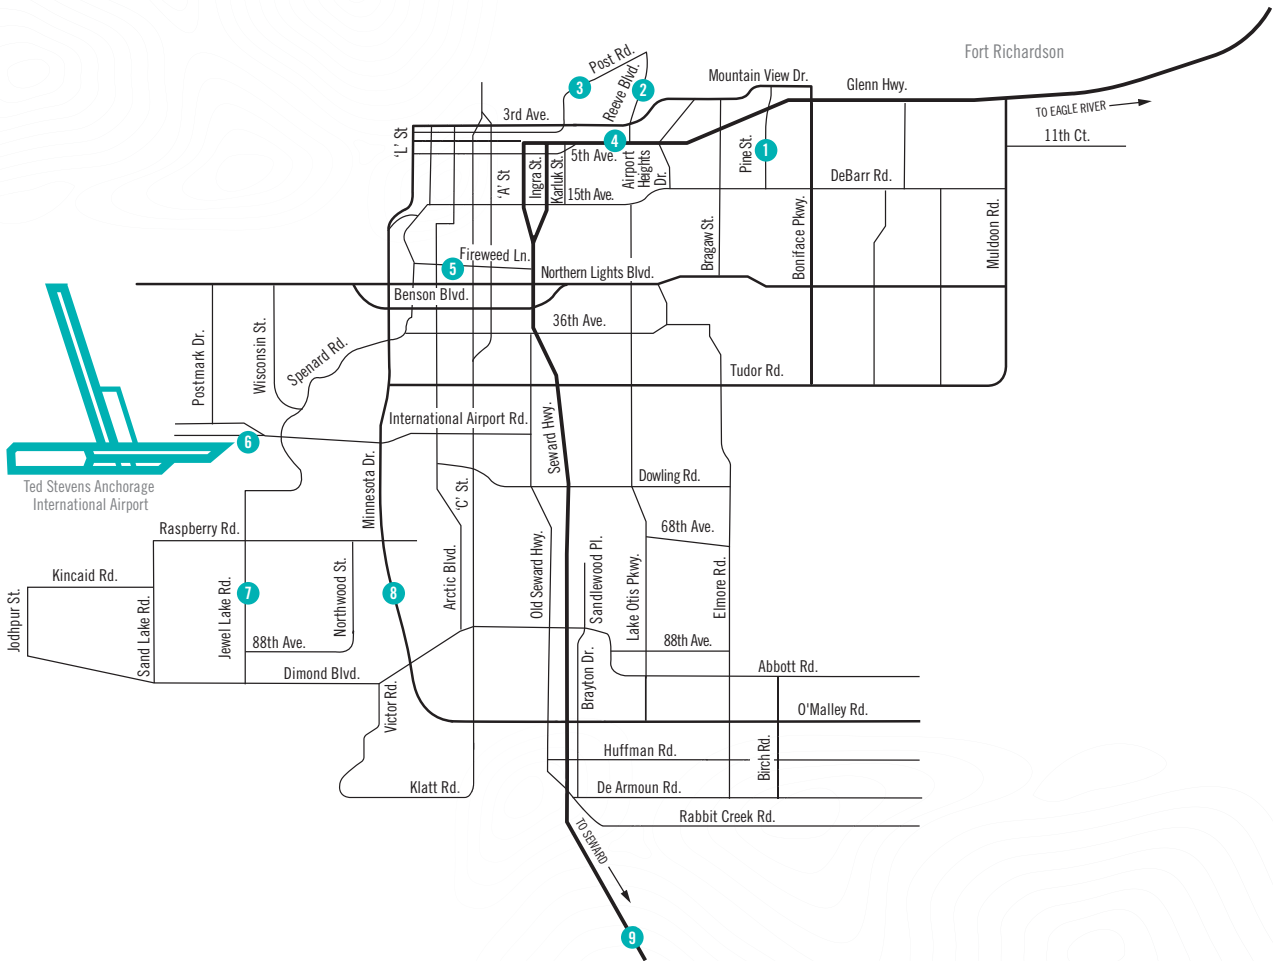 Fort Richardson
Post Rd.
Mountain View Dr.
Glenn Hwy.
3
2
Reeve Blvd.
TO EAGLE RIVER
3rd Ave.
11th Ct.
'L' St
4
5th Ave.
Pine St.
1
'A' St
Ingra St.
Karluk St.
Airport
Heights
Dr.
DeBarr Rd.
15th Ave.
Bragaw St.
Boniface Pkwy.
Muldoon Rd.
Fireweed Ln.
5
Northern Lights Blvd.
Benson Blvd.
36th Ave.
Postmark Dr.
Wisconsin St.
Spenard Rd.
Tudor Rd.
International Airport Rd.
Seward Hwy.
6
Ted Stevens Anchorage
International Airport
Minnesota Dr.
'C' St.
Dowling Rd.
Raspberry Rd.
68th Ave.
Kincaid Rd.
Jodhpur St.
Sand Lake Rd.
Jewel Lake Rd.
7
Northwood St.
8
Arctic Blvd.
Old Seward Hwy.
Sandlewood Pl.
Lake Otis Pkwy.
Elmore Rd.
88th Ave.
88th Ave.
Dimond Blvd.
Abbott Rd.
Victor Rd.
Brayton Dr.
O'Malley Rd.
Huffman Rd.
Birch Rd.
Klatt Rd.
De Armoun Rd.
Rabbit Creek Rd.
TO SEWARD
9